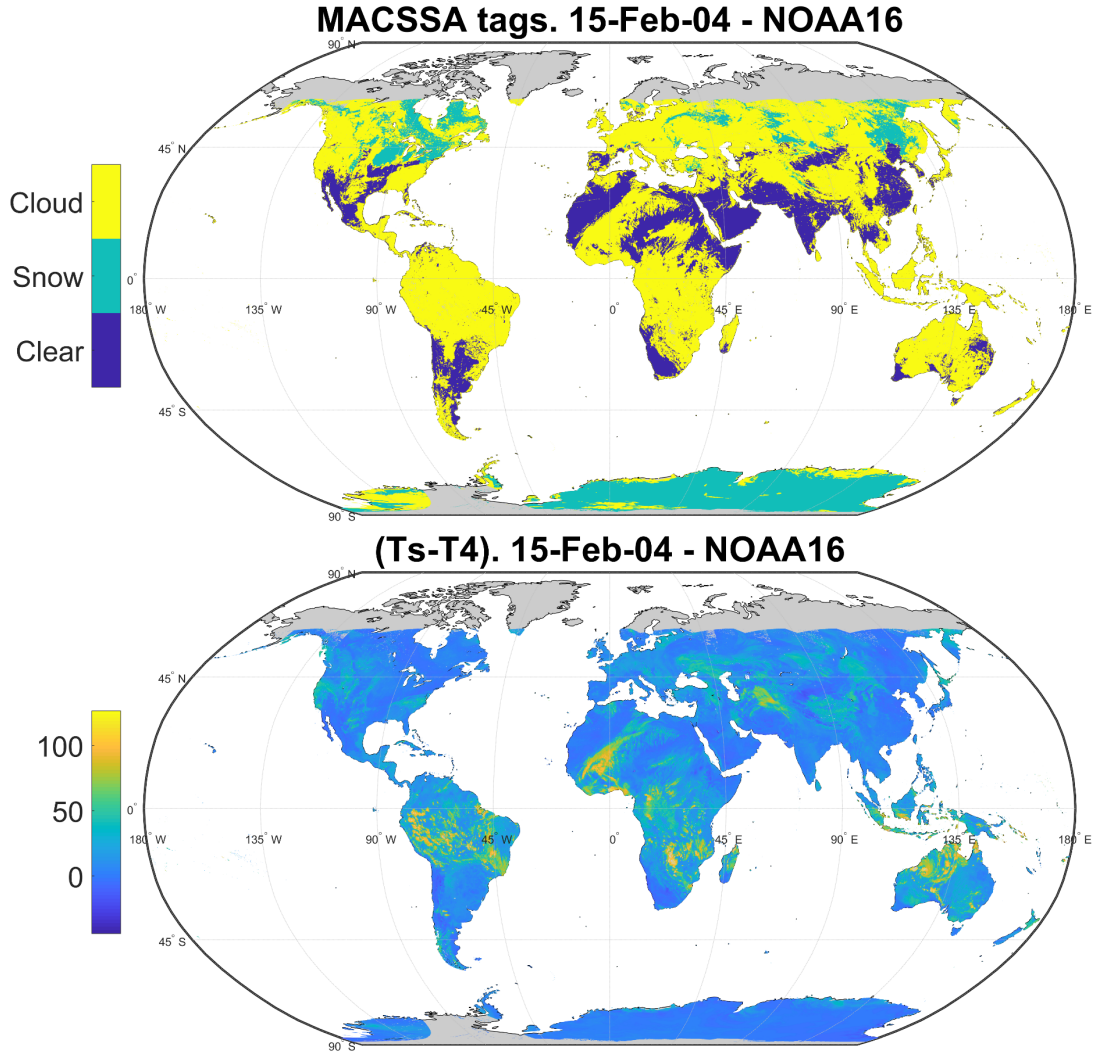 MACSSA tags. 15-Feb-04 - NOAA16
90° N
45° N
Cloud
Snow
Clear
0°
180° W
135° W
90° W
45° W
0°
45° E
90° E
135° E
180° E
45° S
90° S
(Ts-T4). 15-Feb-04 - NOAA16
90° N
45° N
100
50
0
0°
180° W
135° W
90° W
45° W
0°
45° E
90° E
135° E
180° E
45° S
90° S